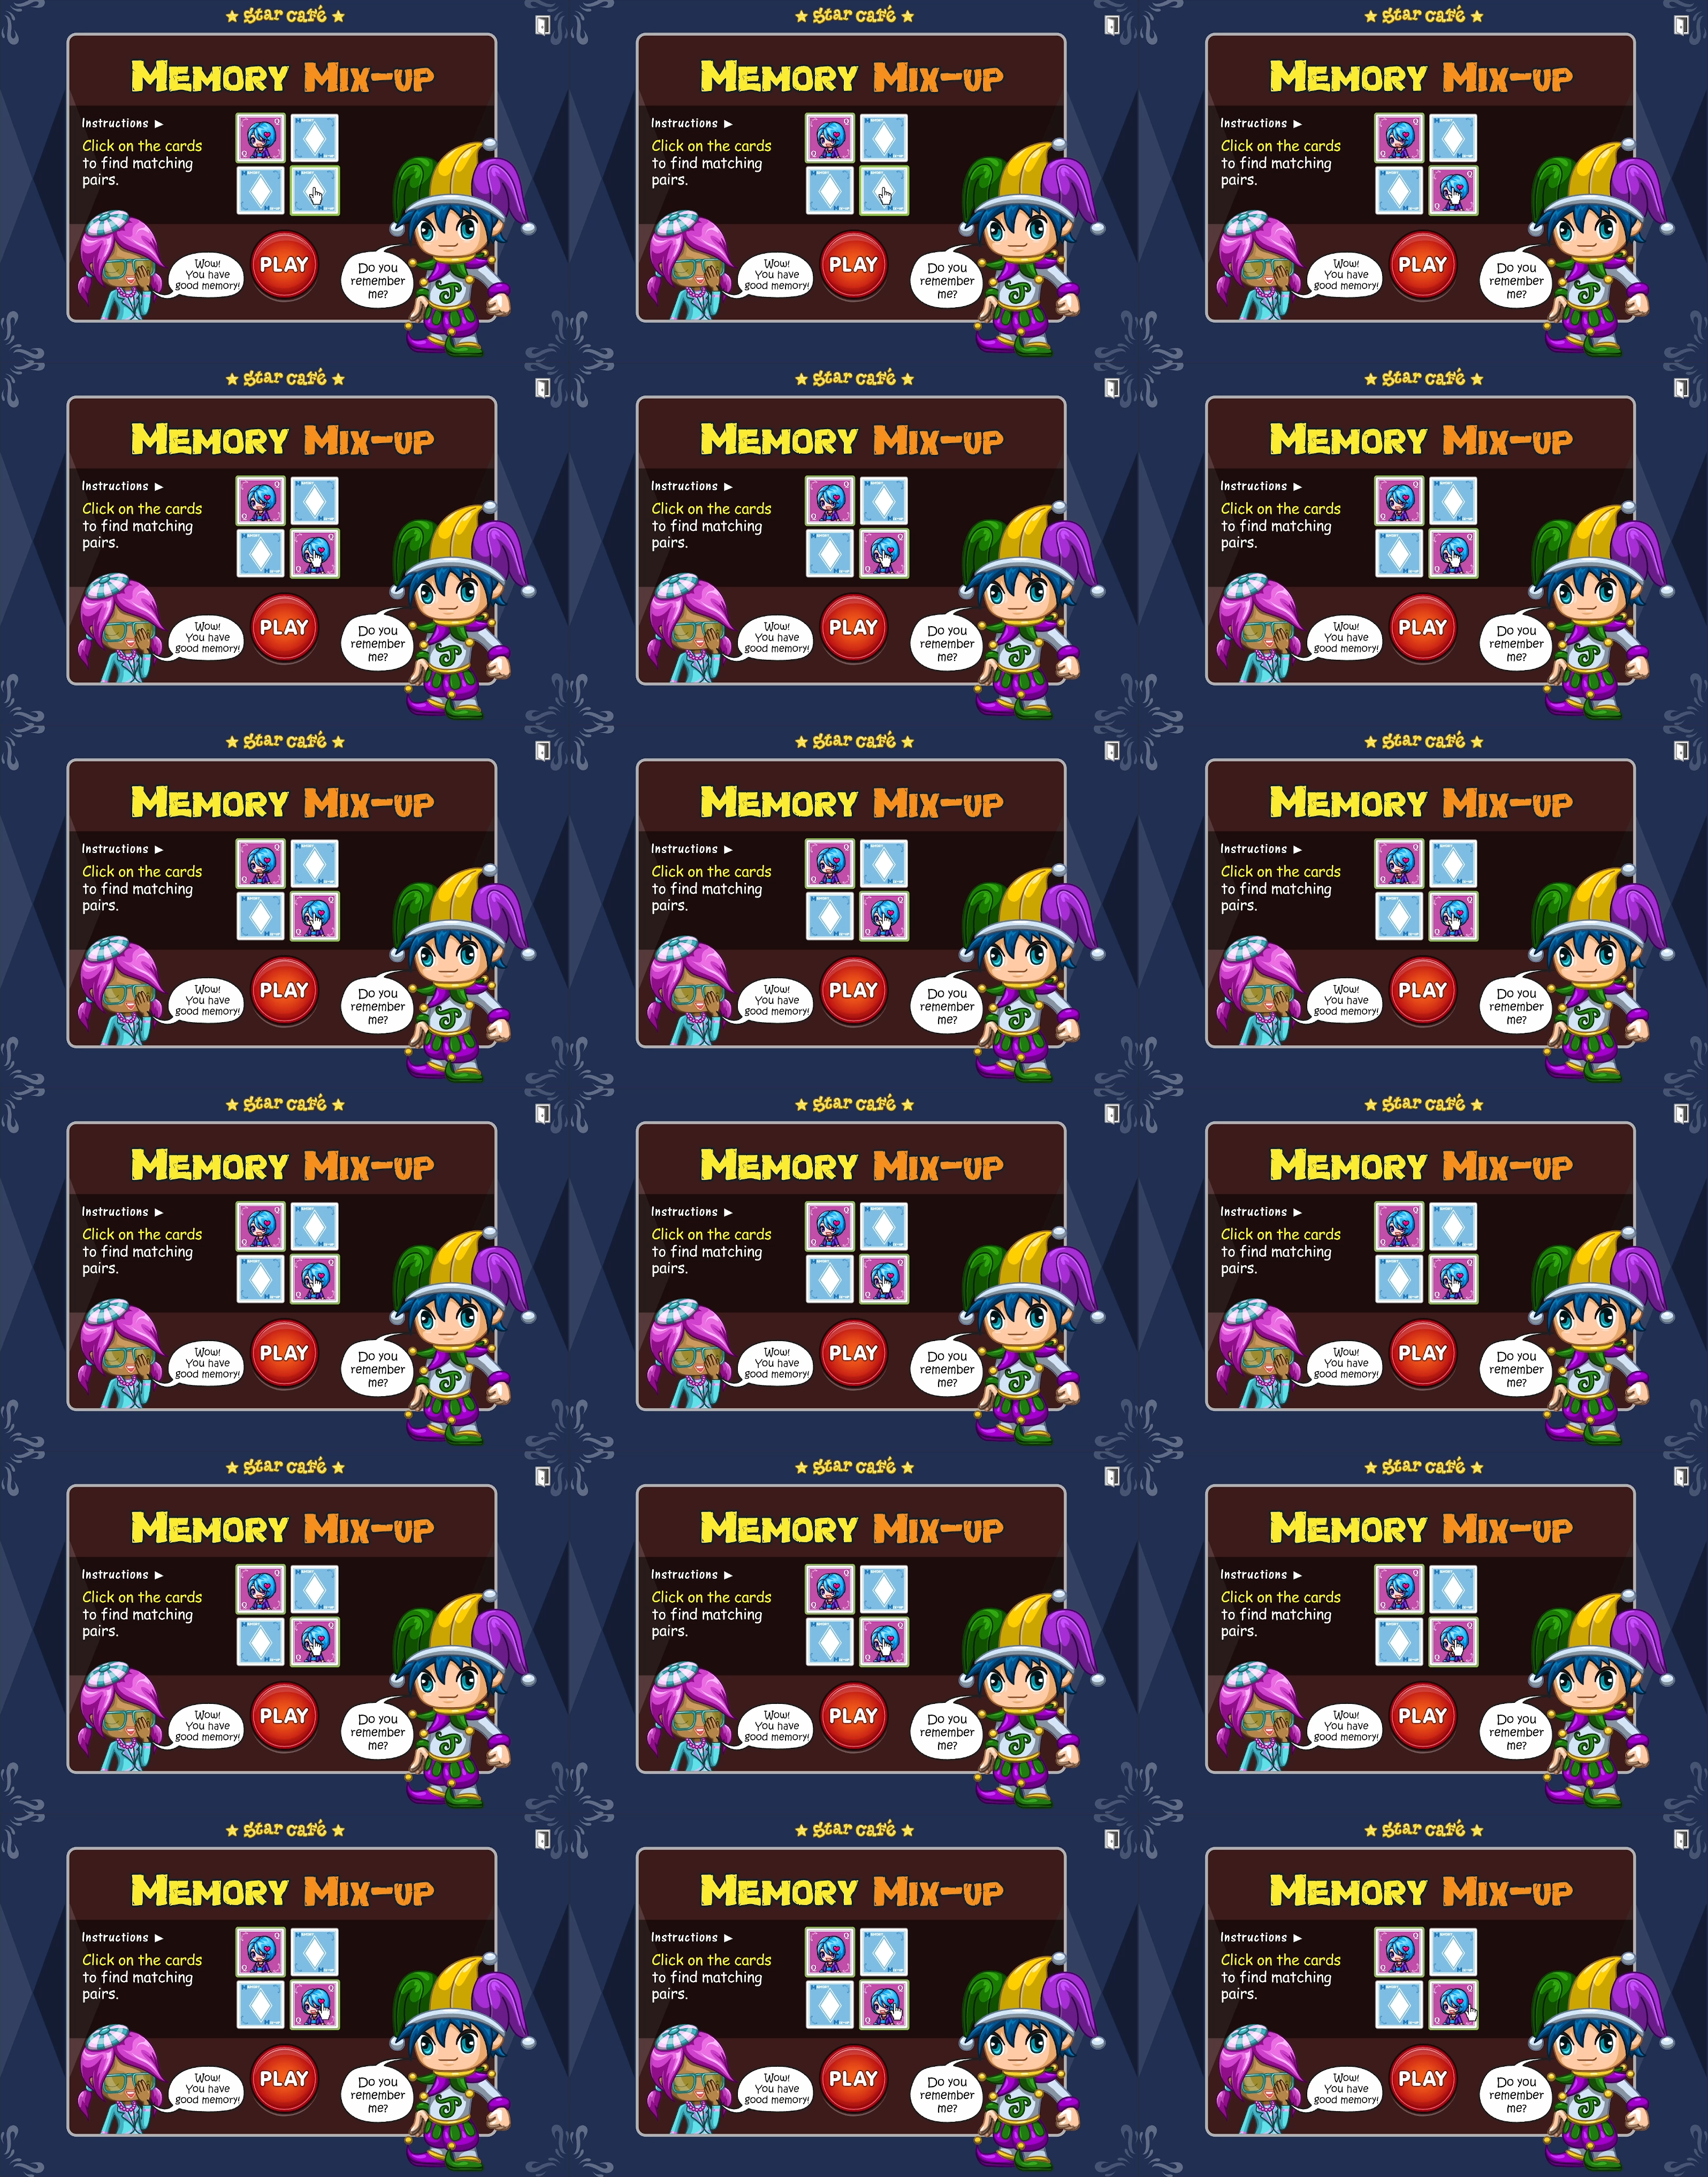 star café
MEMORY MIX-UP
Instructions
Click on the cards
to find matching
pairs.
Wow!
You have
good memory!
PLAY
Do you
remember
me?
star café
MEMORY MIX-UP
Instructions
Click on the cards
to find matching
pairs.
Wow!
You have
good memory!
PLAY
Do you
remember
me?
star café
MEMORY MIX-UP
Instructions
Click on the cards
to find matching
pairs.
Wow!
You have
good memory!
PLAY
Do you
remember
me?
star café
MEMORY MIX-UP
Instructions
Click on the cards
to find matching
pairs.
Wow!
You have
good memory!
PLAY
Do you
remember
me?
star café
MEMORY MIX-UP
Instructions
Click on the cards
to find matching
pairs.
Wow!
You have
good memory!
PLAY
Do you
remember
me?
star café
MEMORY MIX-UP
Instructions
Click on the cards
to find matching
pairs.
Wow!
You have
good memory!
PLAY
Do you
remember
me?
star café
MEMORY MIX-UP
Instructions
Click on the cards
to find matching
pairs.
Wow!
You have
good memory!
PLAY
Do you
remember
me?
star café
MEMORY MIX-UP
Instructions
Click on the cards
to find matching
pairs.
Wow!
You have
good memory!
PLAY
Do you
remember
me?
star café
MEMORY MIX-UP
Instructions
Click on the cards
to find matching
pairs.
Wow!
You have
good memory!
PLAY
Do you
remember
me?
star café
MEMORY MIX-UP
Instructions
Click on the cards
to find matching
pairs.
Wow!
You have
good memory!
PLAY
Do you
remember
me?
star café
MEMORY MIX-UP
Instructions
Click on the cards
to find matching
pairs.
Wow!
You have
good memory!
PLAY
Do you
remember
me?
star café
MEMORY MIX-UP
Instructions
Click on the cards
to find matching
pairs.
Wow!
You have
good memory!
PLAY
Do you
remember
me?
star café
MEMORY MIX-UP
Instructions
Click on the cards
to find matching
pairs.
Wow!
You have
good memory!
PLAY
Do you
remember
me?
star café
MEMORY MIX-UP
Instructions
Click on the cards
to find matching
pairs.
Wow!
You have
good memory!
PLAY
Do you
remember
me?
star café
MEMORY MIX-UP
Instructions
Click on the cards
to find matching
pairs.
Wow!
You have
good memory!
PLAY
Do you
remember
me?
star café
MEMORY MIX-UP
Instructions
Click on the cards
to find matching
pairs.
Wow!
You have
good memory!
PLAY
Do you
remember
me?
star café
MEMORY MIX-UP
Instructions
Click on the cards
to find matching
pairs.
Wow!
You have
good memory!
PLAY
Do you
remember
me?
star café
MEMORY MIX-UP
Instructions
Click on the cards
to find matching
pairs.
Wow!
You have
good memory!
PLAY
Do you
remember
me?